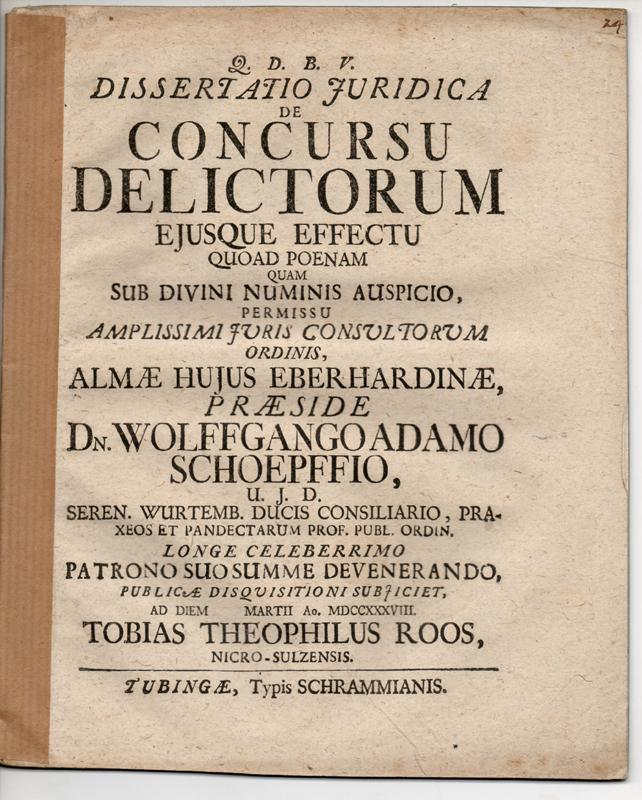 24
Q. D. B. V.
DISSERTATIO JURIDICA
DE
CONCURSU
DELICTORUM
EJUSQUE EFFECTU
QUOAD POENAM
QUAM
SUB DIVINI NUMINIS AUSPICIO,
PERMISSU
AMPLISSIMI JURIS CONSVLTORVM
ORDINIS,
ALMÆ HUJUS EBERHARDINÆ,
PRÆSIDE
DN. WOLFFGANGO ADAMO
SCHOEPFFIO,
U. J. D.
SEREN. WURTEMB. DUCIS CONSILIARIO, PRA-
XEOS ET PANDECTARUM PROF. PUBL. ORDIN.
LONGE CELEBERRIMO
PATRONO SUO SUMME DEVENERANDO,
PUBLICÆ DISQVISITIONI SUBJICIET,
AD DIEM MARTII Ao. MDCCXXXVIII.
TOBIAS THEOPHILUS ROOS,
NICRO-SULZENSIS.
TUBINGÆ, Typis SCHRAMMIANIS.